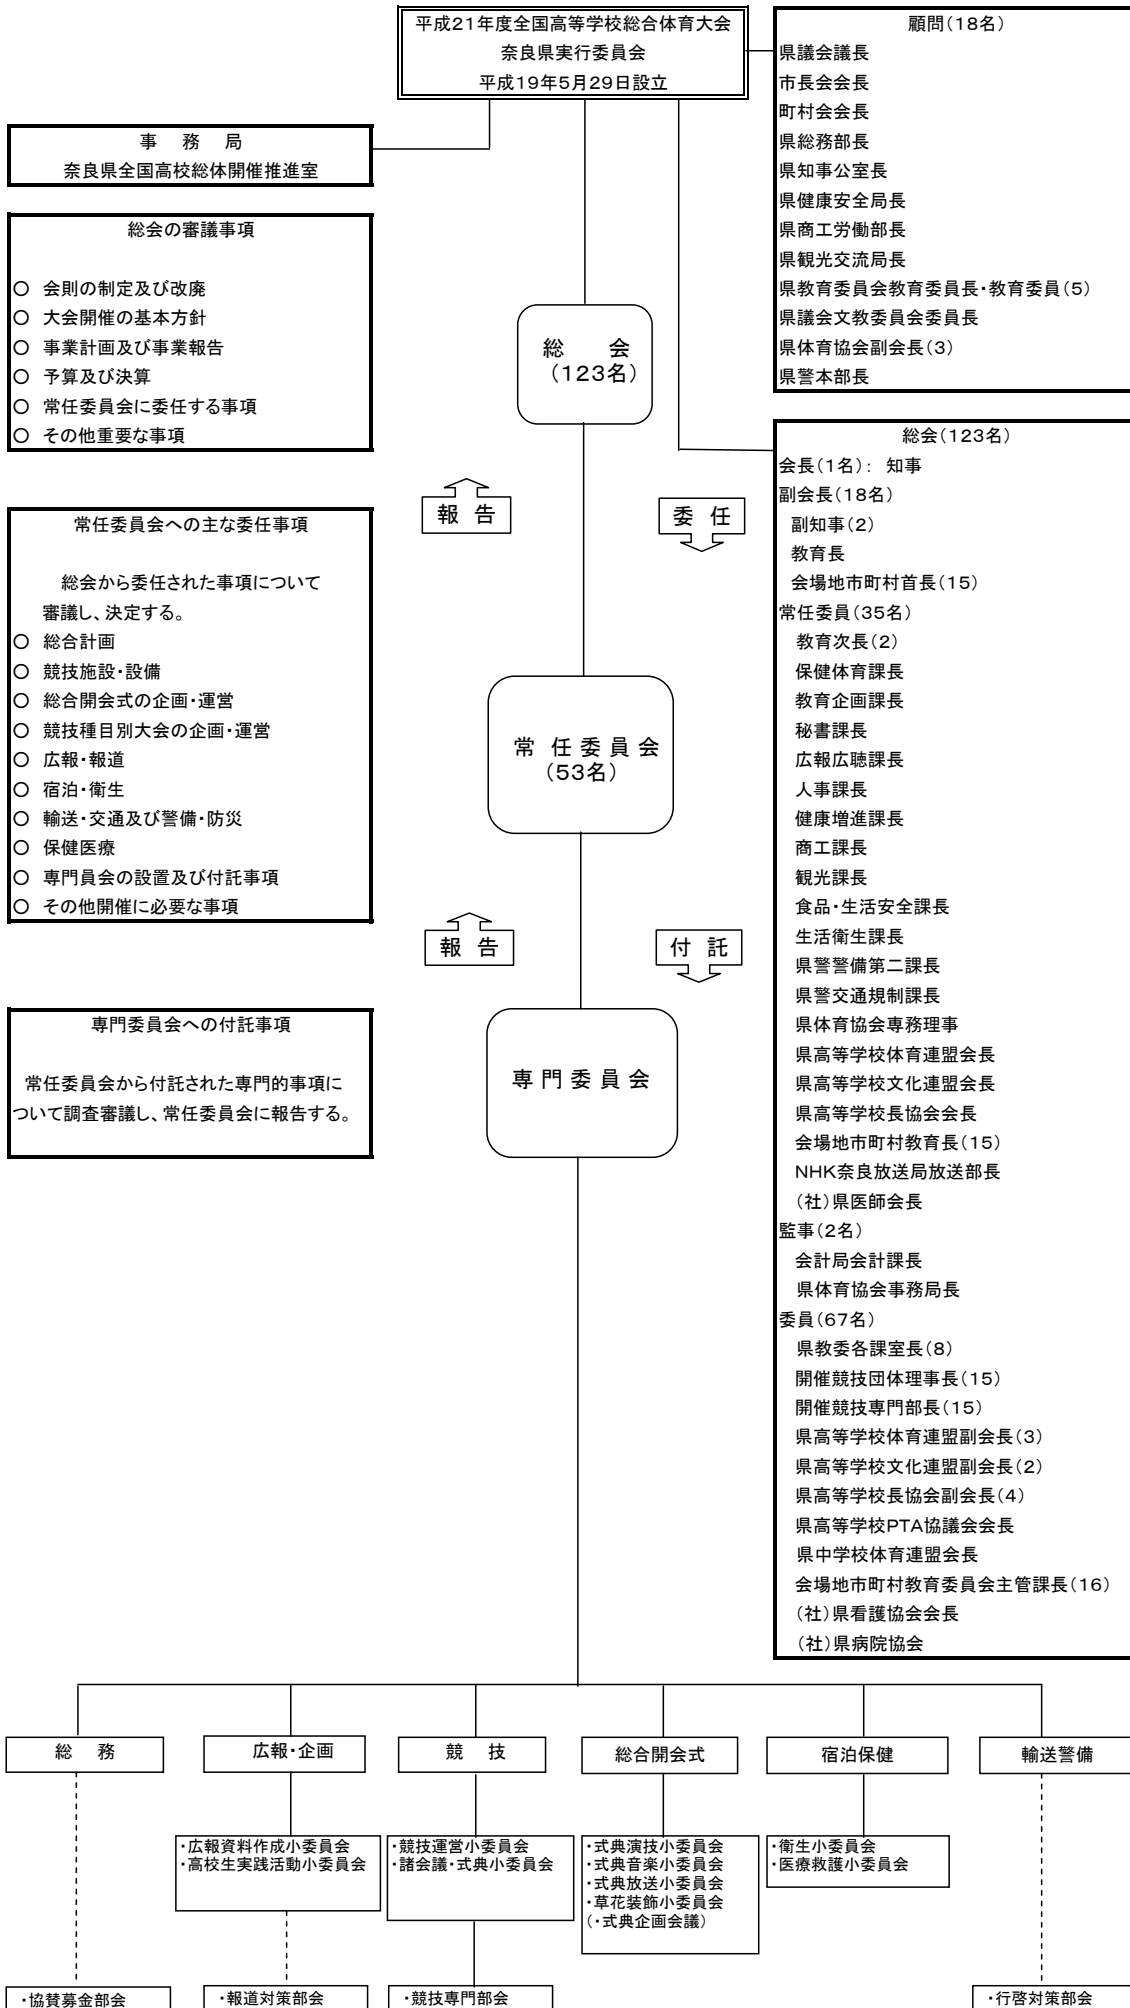 平成21年度全国高等学校総合体育大会
奈良県実行委員会
平成19年5月29日設立
事 務 局
奈良県全国高校総体開催推進室
総会の審議事項
○ 会則の制定及び改廃
○ 大会開催の基本方針
○ 事業計画及び事業報告
○ 予算及び決算
○ 常任委員会に委任する事項
○ その他重要な事項
常任委員会への主な委任事項
総会から委任された事項について
審議し、決定する。
○ 総合計画
○ 競技施設・設備
○ 総合開会式の企画・運営
○ 競技種目別大会の企画・運営
○ 広報・報道
○ 宿泊・衛生
○ 輸送・交通及び警備・防災
○ 保健医療
○ 専門員会の設置及び付託事項
○ その他開催に必要な事項
専門委員会への付託事項
常任委員会から付託された専門的事項に
ついて調査審議し、常任委員会に報告する。
総 会
(123名)
報 告
委 任
常 任 委 員 会
(53名)
報 告
付 託
専 門 委 員 会
顧問(18名)
県議会議長
市長会会長
町村会会長
県総務部長
県知事公室長
県健康安全局長
県商工労働部長
県観光交流局長
県教育委員会教育委員長・教育委員(5)
県議会文教委員会委員長
県体育協会副会長(3)
県警本部長
総会(123名)
会長(1名): 知事
副会長(18名)
副知事(2)
教育長
会場地市町村首長(15)
常任委員(35名)
教育次長(2)
保健体育課長
教育企画課長
秘書課長
広報広聴課長
人事課長
健康増進課長
商工課長
観光課長
食品・生活安全課長
生活衛生課長
県警警備第二課長
県警交通規制課長
県体育協会専務理事
県高等学校体育連盟会長
県高等学校文化連盟会長
県高等学校長協会会長
会場地市町村教育長(15)
NHK奈良放送局放送部長
(社)県医師会長
監事(2名)
会計局会計課長
県体育協会事務局長
委員(67名)
県教委各課室長(8)
開催競技団体理事長(15)
開催競技専門部長(15)
県高等学校体育連盟副会長(3)
県高等学校文化連盟副会長(2)
県高等学校長協会副会長(4)
県高等学校PTA協議会会長
県中学校体育連盟会長
会場地市町村教育委員会主管課長(16)
(社)県看護協会会長
(社)県病院協会
総 務
・協賛募金部会
広報・企画
・広報資料作成小委員会
・高校生実践活動小委員会
・報道対策部会
競 技
・競技運営小委員会
・諸会議・式典小委員会
・競技専門部会
総合開会式
・式典演技小委員会
・式典音楽小委員会
・式典放送小委員会
・草花装飾小委員会
(・式典企画会議)
宿泊保健
・衛生小委員会
・医療救護小委員会
輸送警備
・行啓対策部会